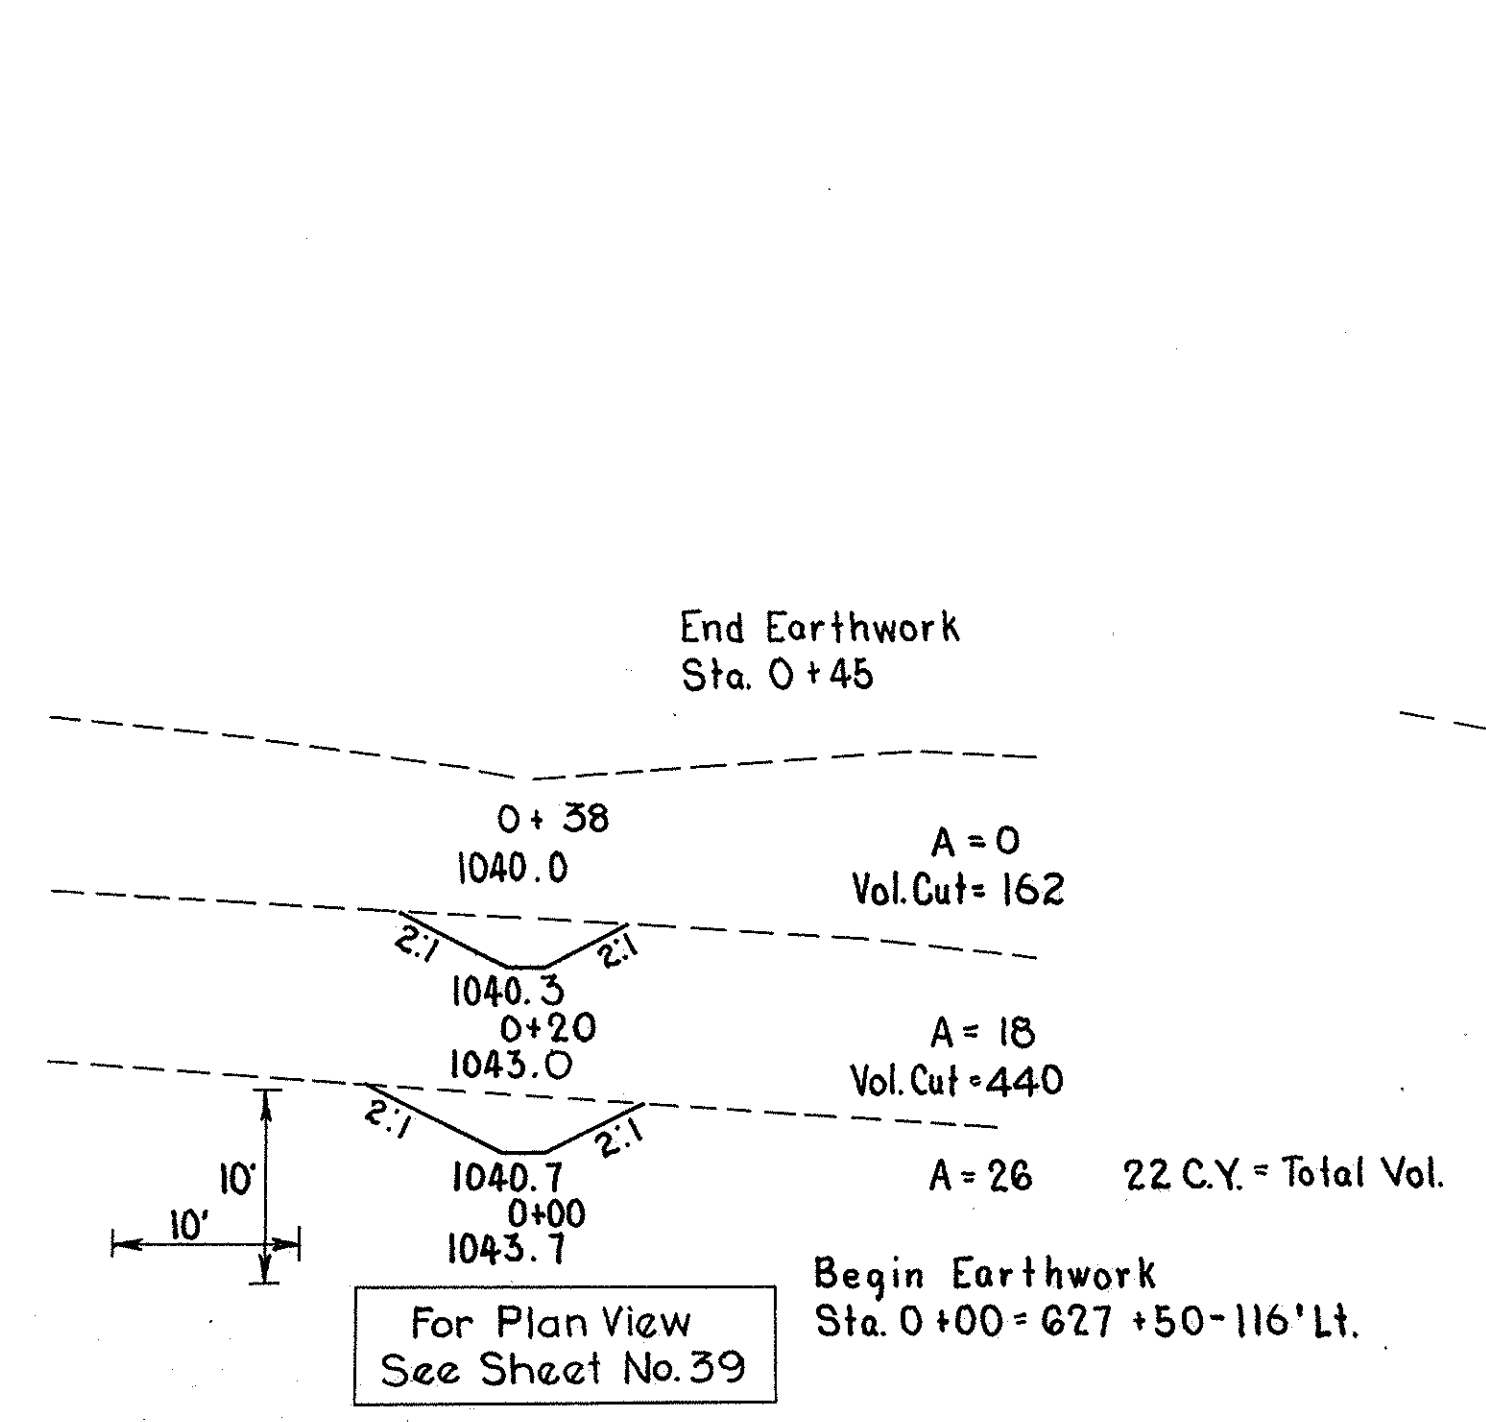 End Earthwork
Sta. 0+45
0+38
1040.0
A = 0
Vol. Cut = 162
2:1
2:1
1040.3
0+20
1043.0
A = 18
Vol. Cut = 440
2:1
2:1
10'
10'
1040.7
0+00
1043.7
A = 26
22 C.Y. = Total Vol.
Begin Earthwork
Sta. 0+00 = 627+50-116' Lt.
For Plan View
See Sheet No. 39